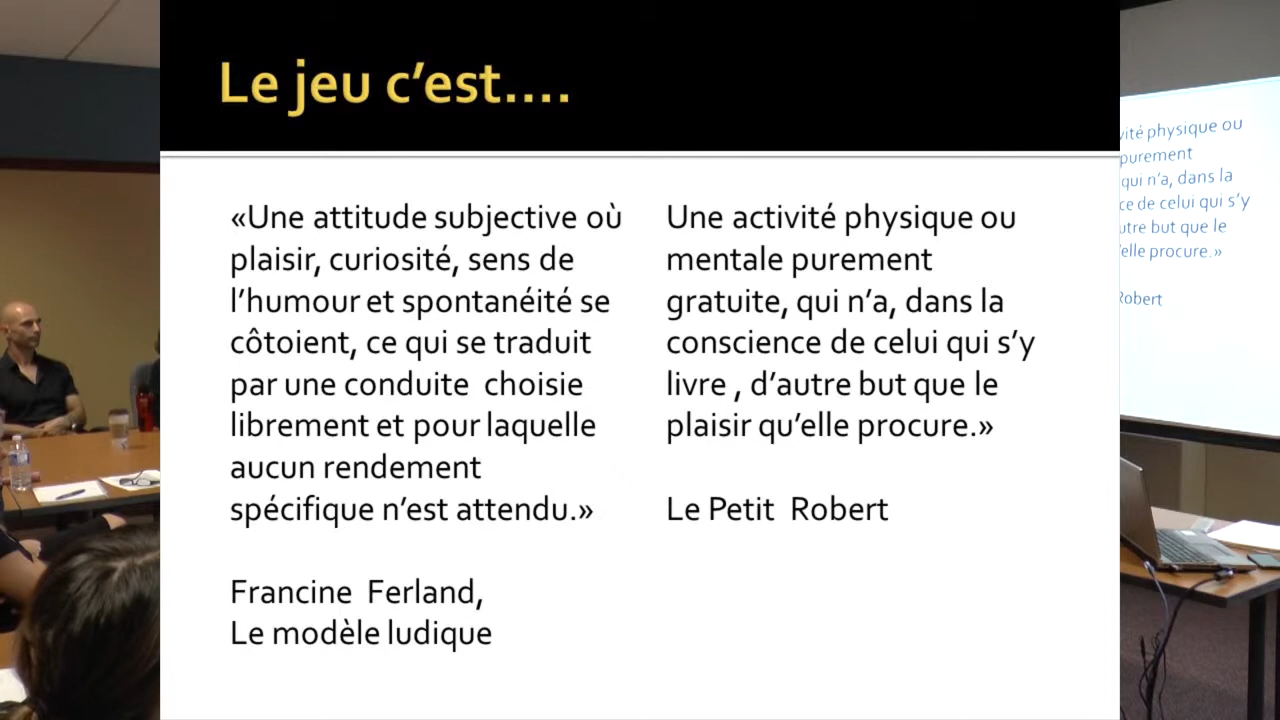 Le jeu c’est....
«Une attitude subjective où
plaisir, curiosité, sens de
l’humour et spontanéité se
côtoient, ce qui se traduit
par une conduite choisie
librement et pour laquelle
aucun rendement
spécifique n’est attendu.»
Francine Ferland,
Le modèle ludique
Une activité physique ou
mentale purement
gratuite, qui n’a, dans la
conscience de celui qui s’y
livre , d’autre but que le
plaisir qu’elle procure.»
Le Petit Robert
physique ou
purement
qui n’a, dans la
de celui qui s’y
but que le
procure.»
Robert